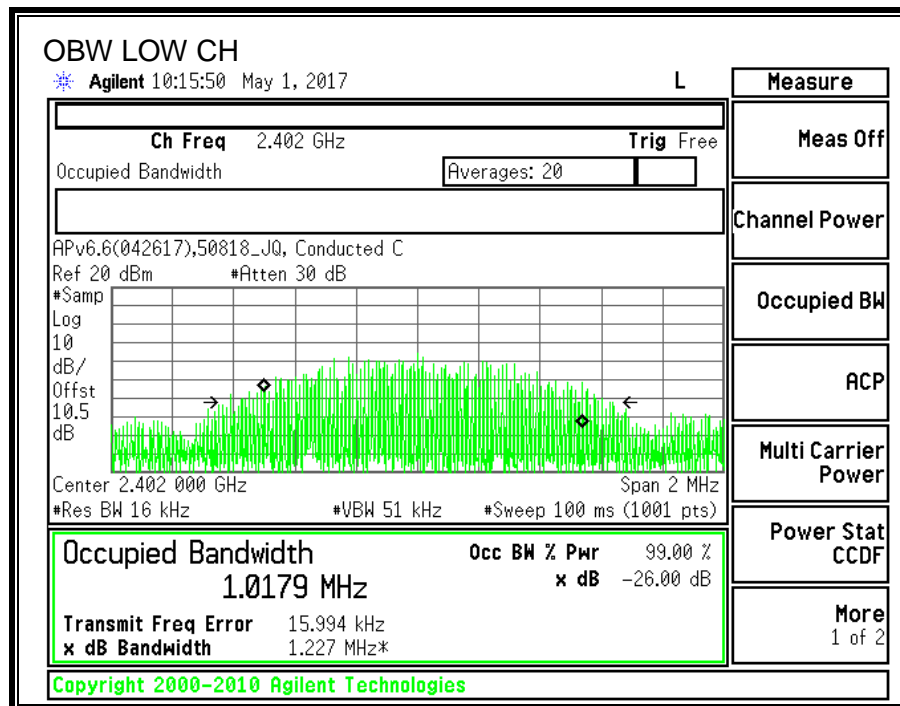 OBW LOW CH
Agilent 10:15:50 May 1, 2017 L
Measure
Ch Freq 2.402 GHz Trig Free
Occupied Bandwidth Averages: 20
APv6.6(042617),50818_JQ, Conducted C
Ref 20 dBm #Atten 30 dB
#Samp
Log
10
dB/
Offst
10.5
dB
Center 2.402 000 GHz Span 2 MHz
#Res BW 16 kHz #VBW 51 kHz #Sweep 100 ms (1001 pts)
Occupied Bandwidth Occ BW % Pwr 99.00 %
1.0179 MHz x dB -26.00 dB
Transmit Freq Error 15.994 kHz
x dB Bandwidth 1.227 MHz*
Copyright 2000-2010 Agilent Technologies
Meas Off
Channel Power
Occupied BW
ACP
Multi Carrier
Power
Power Stat
CCDF
More
1 of 2